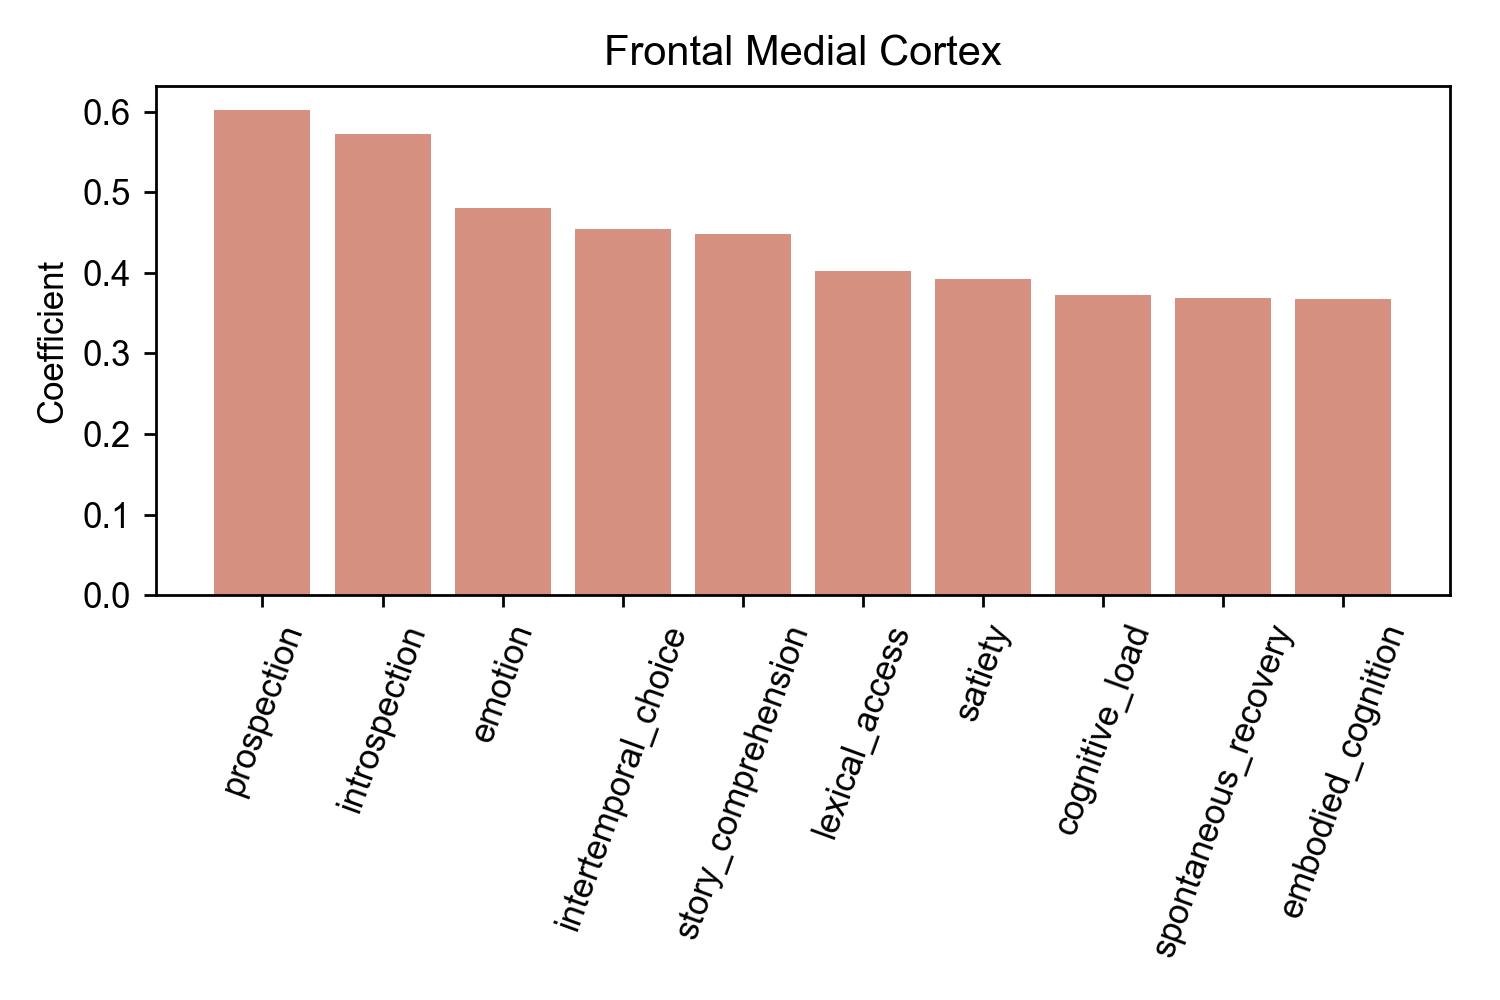 Frontal Medial Cortex
Coefficient
0.6
0.5
0.4
0.3
0.2
0.1
0.0
prospection
introspection
emotion
intertemporal_choice
story_comprehension
lexical_access
satiety
cognitive_load
spontaneous_recovery
embodied_cognition